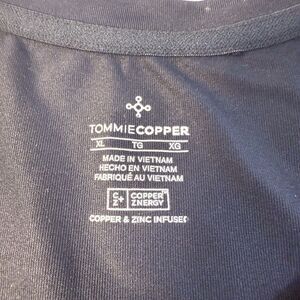 TOMMIECOPPER
XL TG XG
MADE IN VIETNAM
HECHO EN VIETNAM
FABRIQUÉ AU VIETNAM
C
Z+
COPPER
ZNERGY
COPPER & ZINC INFUSED